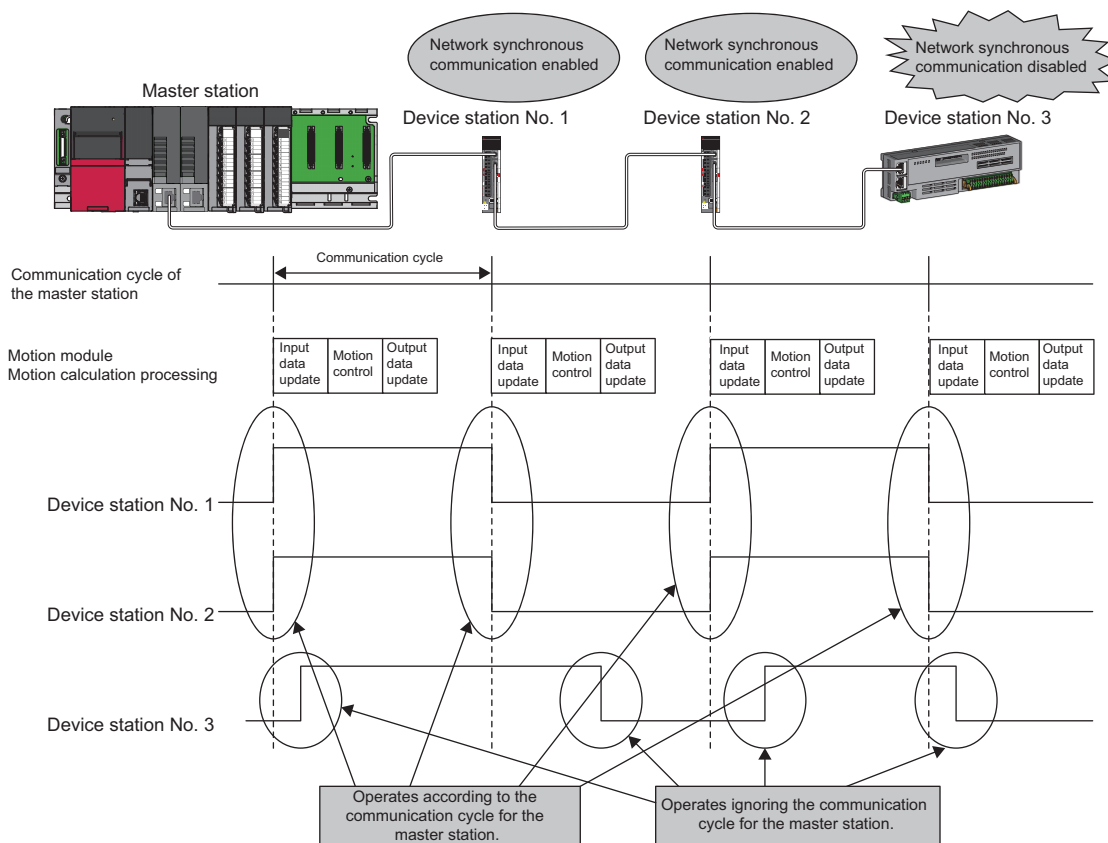 Network synchronous
communication enabled
Network synchronous
communication enabled
Network synchronous
communication disabled
Master station
Device station No. 1
Device station No. 2
Device station No. 3
Communication cycle
Communication cycle of
the master station
Motion module
Motion calculation processing
Input
data
update
Motion
control
Output
data
update
Input
data
update
Motion
control
Output
data
update
Input
data
update
Motion
control
Output
data
update
Input
data
update
Motion
control
Output
data
update
Device station No. 1
Device station No. 2
Device station No. 3
Operates according to the
communication cycle for the
master station.
Operates ignoring the communication
cycle for the master station.